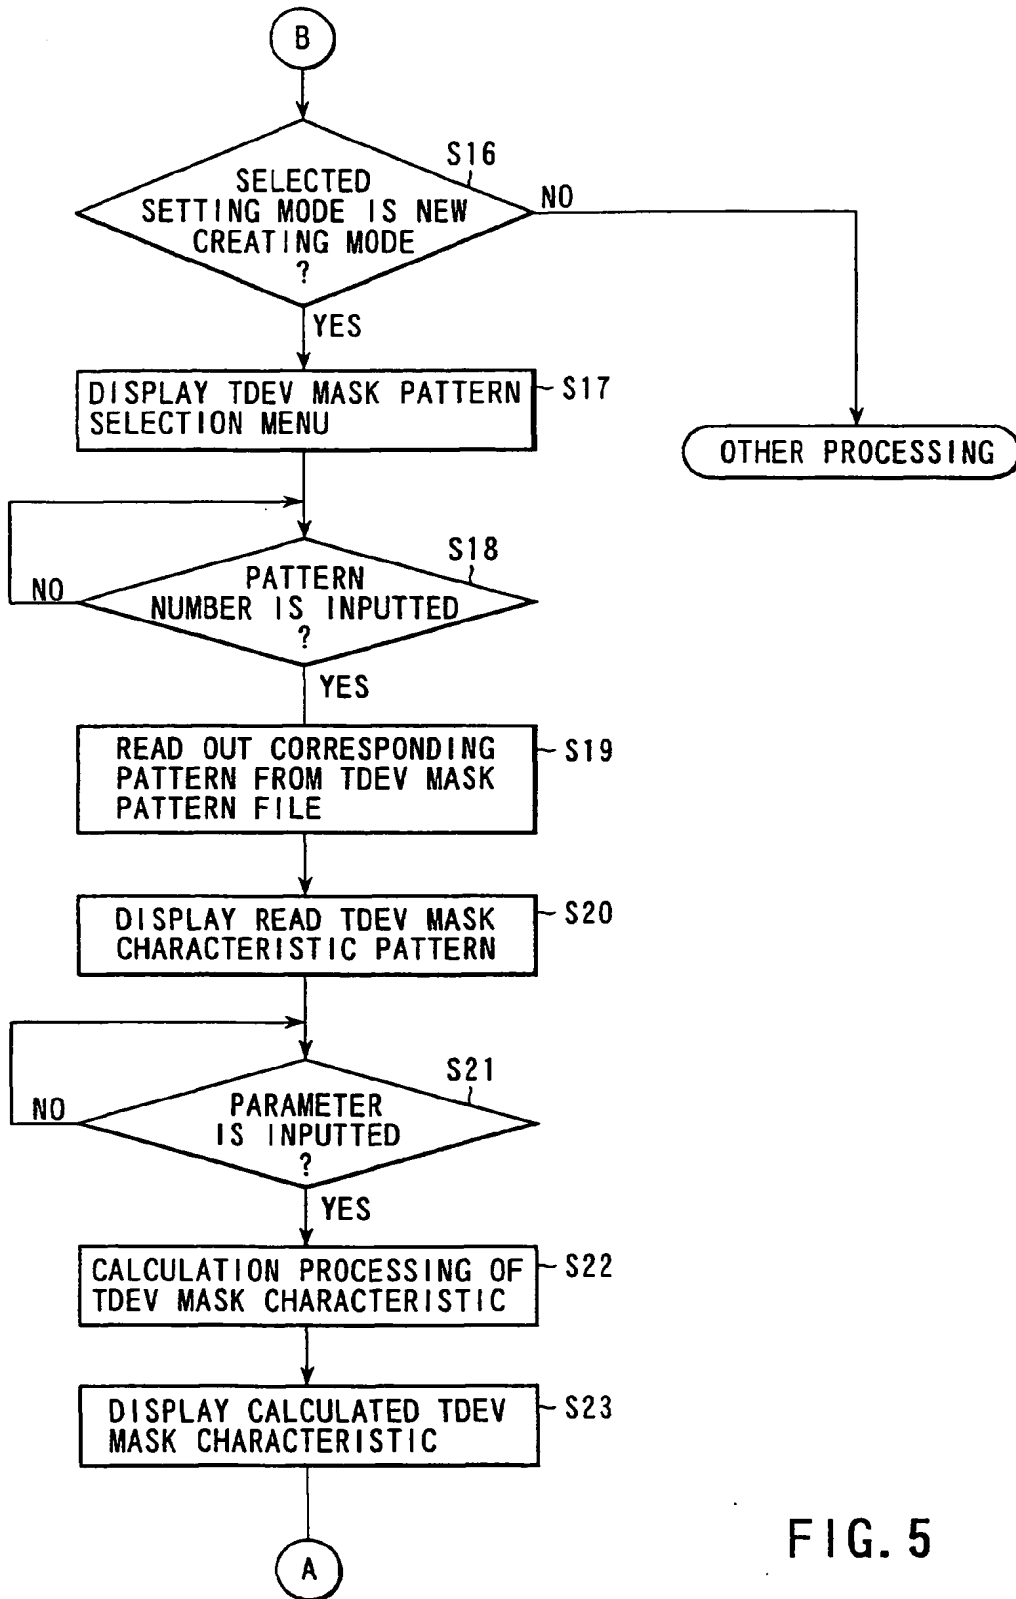 B
S16
SELECTED
SETTING MODE IS NEW
CREATING MODE
?
NO
YES
DISPLAY TDEV MASK PATTERN
SELECTION MENU
S17
OTHER PROCESSING
S18
PATTERN
NUMBER IS INPUTTED
?
NO
YES
READ OUT CORRESPONDING
PATTERN FROM TDEV MASK
PATTERN FILE
S19
DISPLAY READ TDEV MASK
CHARACTERISTIC PATTERN
S20
S21
PARAMETER
IS INPUTTED
?
NO
YES
CALCULATION PROCESSING OF
TDEV MASK CHARACTERISTIC
S22
DISPLAY CALCULATED TDEV
MASK CHARACTERISTIC
S23
A
FIG. 5